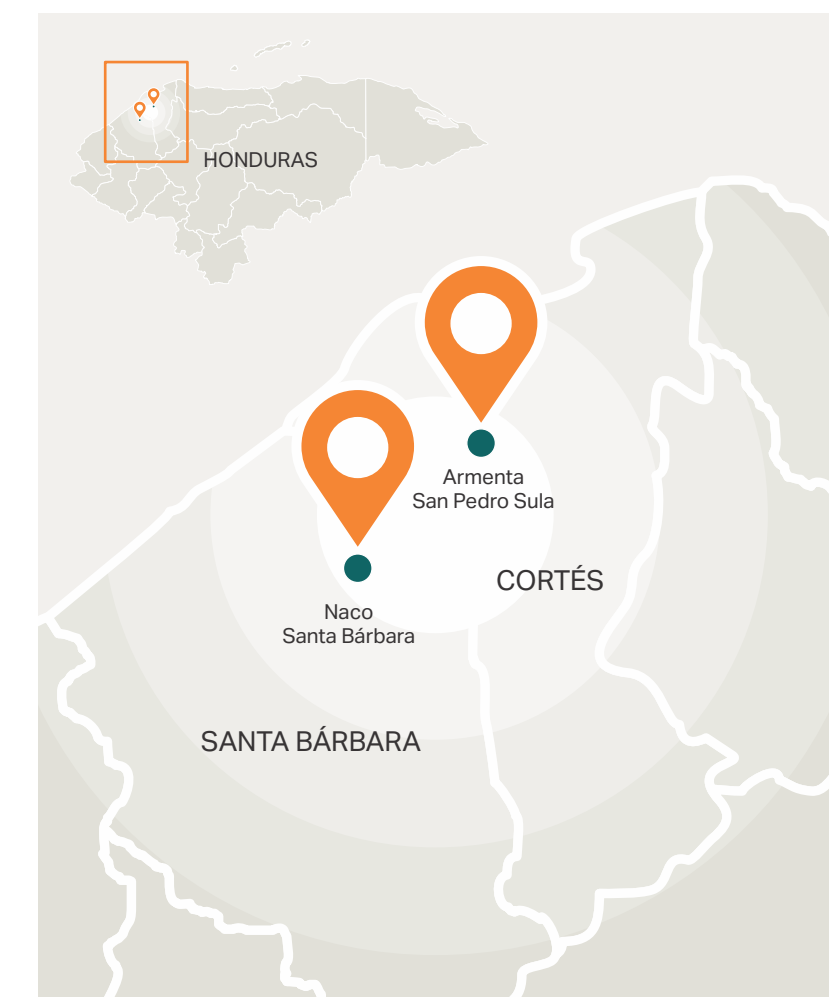 HONDURAS
Armenta
San Pedro Sula
CORTÉS
Naco
Santa Bárbara
SANTA BÁRBARA